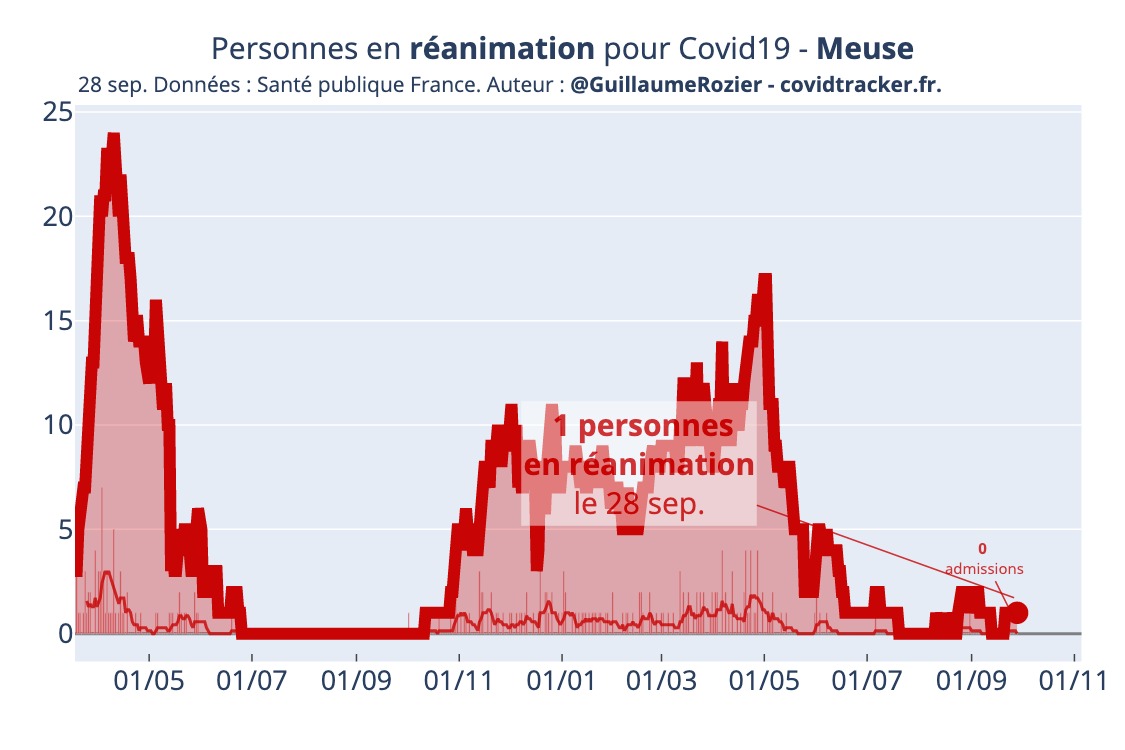 Personnes en réanimation pour Covid19 - Meuse
28 sep. Données : Santé publique France. Auteur : @GuillaumeRozier - covidtracker.fr.
25
20
15
10
5
0
1 personnes
en réanimation
le 28 sep.
0
admissions
01/05 01/07 01/09 01/11 01/01 01/03 01/05 01/07 01/09 01/11